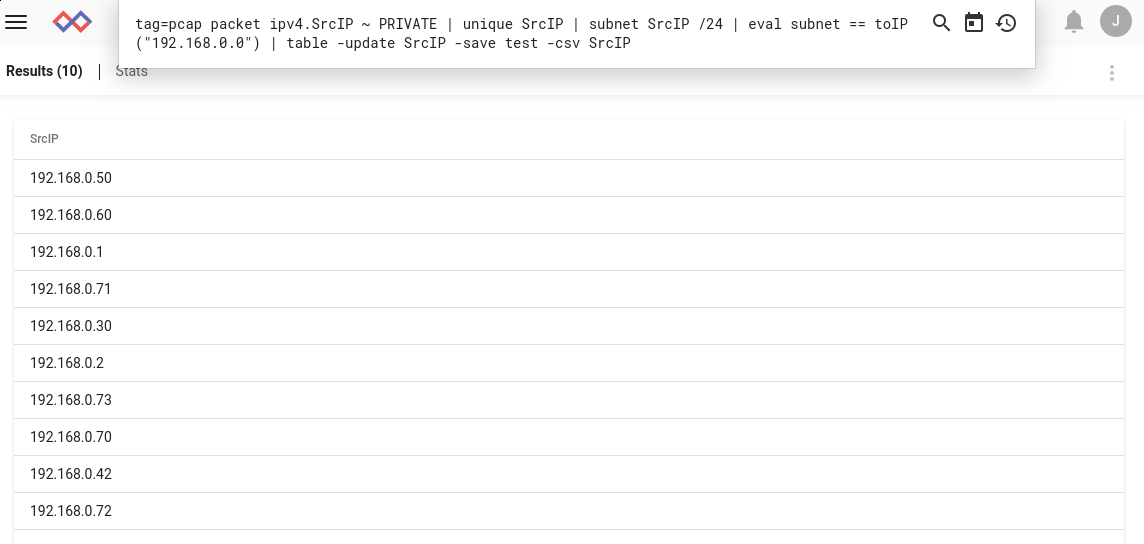 tag=pcap packet ipv4.SrcIP ~ PRIVATE | unique SrcIP | subnet SrcIP /24 | eval subnet == toIP
("192.168.0.0") | table -update SrcIP -save test -csv SrcIP
J
Results (10) | Stats
SrcIP
192.168.0.50
192.168.0.60
192.168.0.1
192.168.0.71
192.168.0.30
192.168.0.2
192.168.0.73
192.168.0.70
192.168.0.42
192.168.0.72